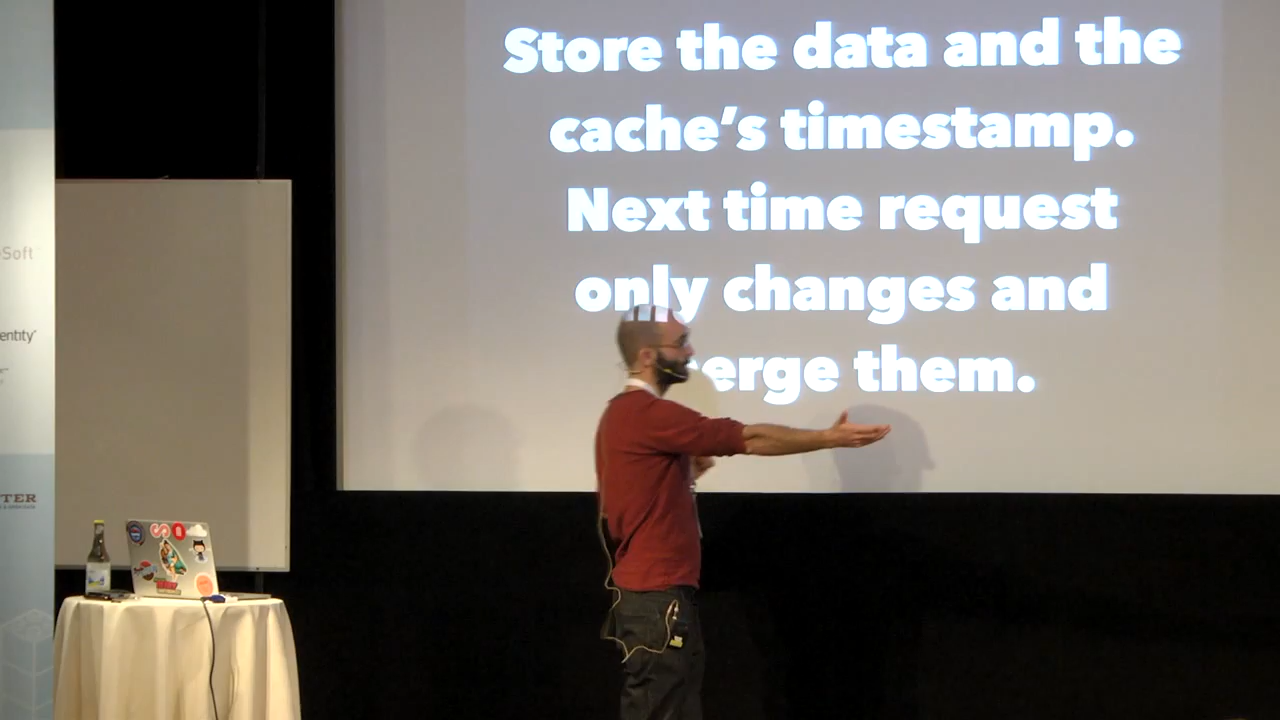 Store the data and the
cache’s timestamp.
Next time request
only changes and
erge them.
Soft
entity
TER